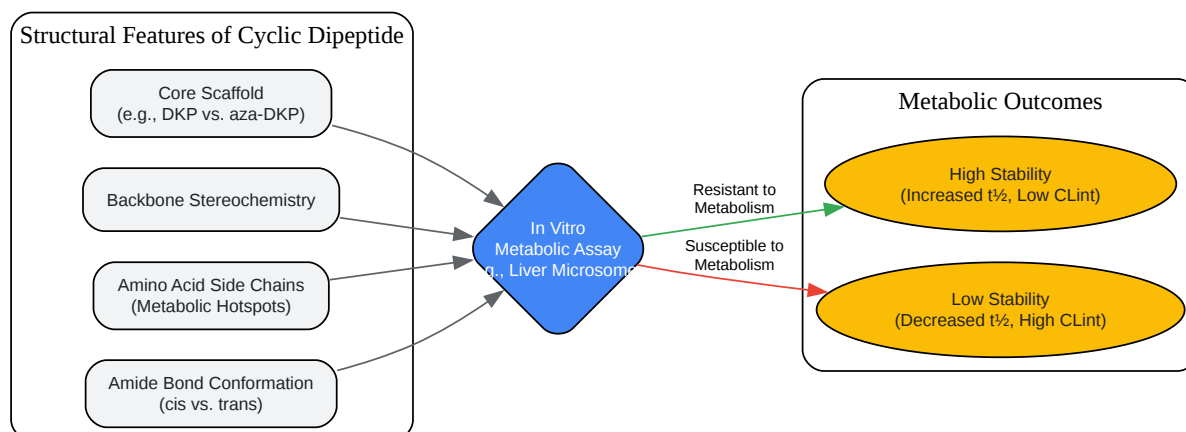 Structural Features of Cyclic Dipeptide
Core Scaffold
(e.g., DKP vs. aza-DKP)
Backbone Stereochemistry
Amino Acid Side Chains
(Metabolic Hotspots)
Amide Bond Conformation
(cis vs. trans)
In Vitro
Metabolic Assay
g., Liver Microsome
Resistant to
Metabolism
Susceptible to
Metabolism
Metabolic Outcomes
High Stability
(Increased t½, Low CLint)
Low Stability
(Decreased t½, High CLint)